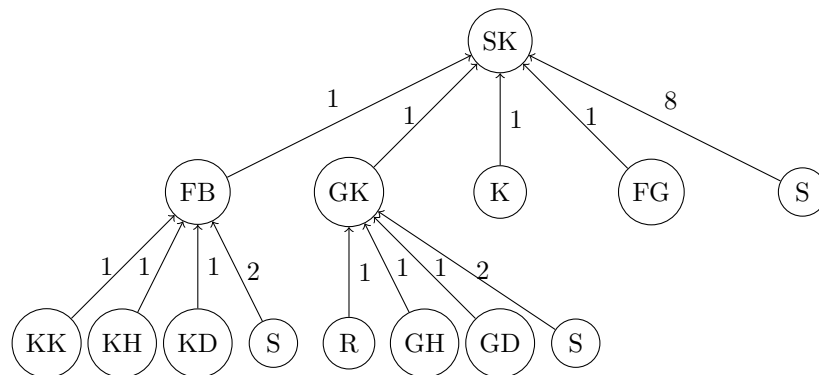 SK
1 1 1 1 8
FB GK K FG S
1 1 1 2 1 1 1 2
KK KH KD S R GH GD S